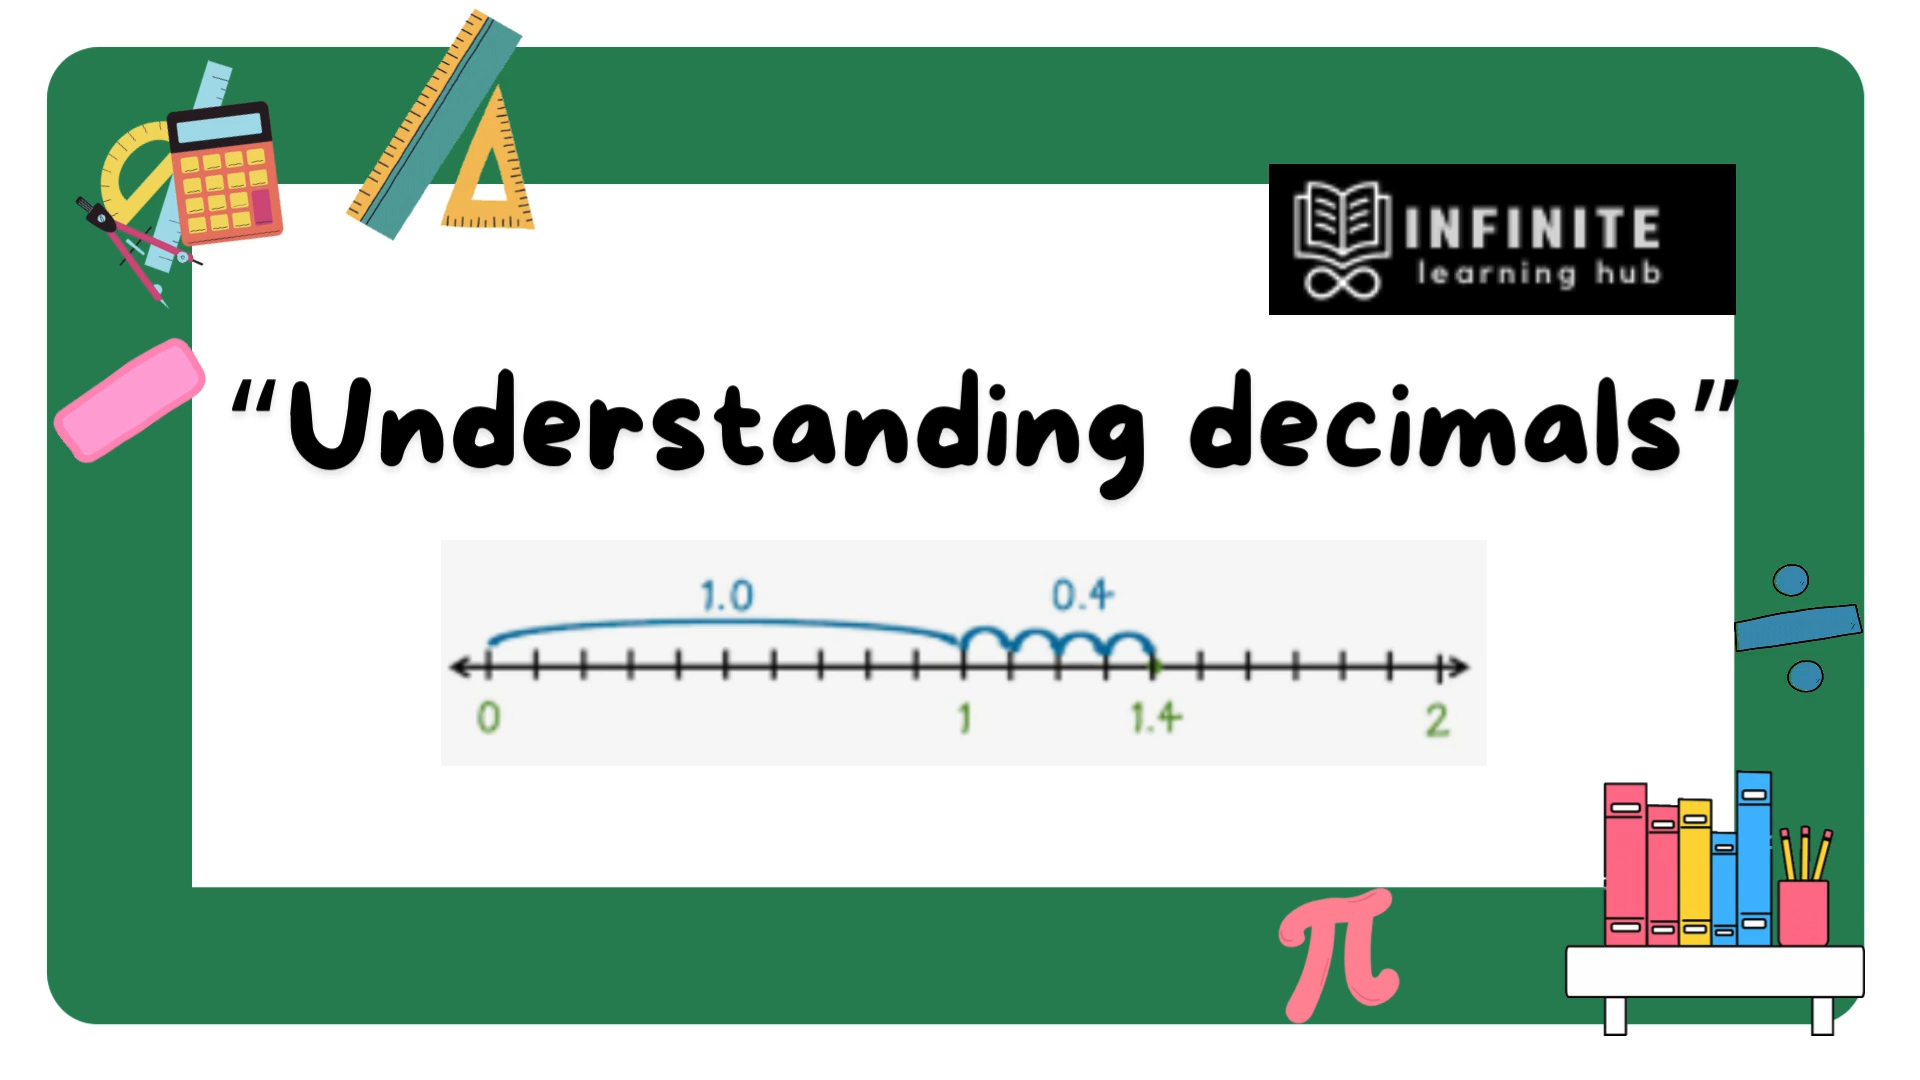 INFINITE
learning hub
“Understanding decimals”
1.0 0.4
0 1 1.4 2
π